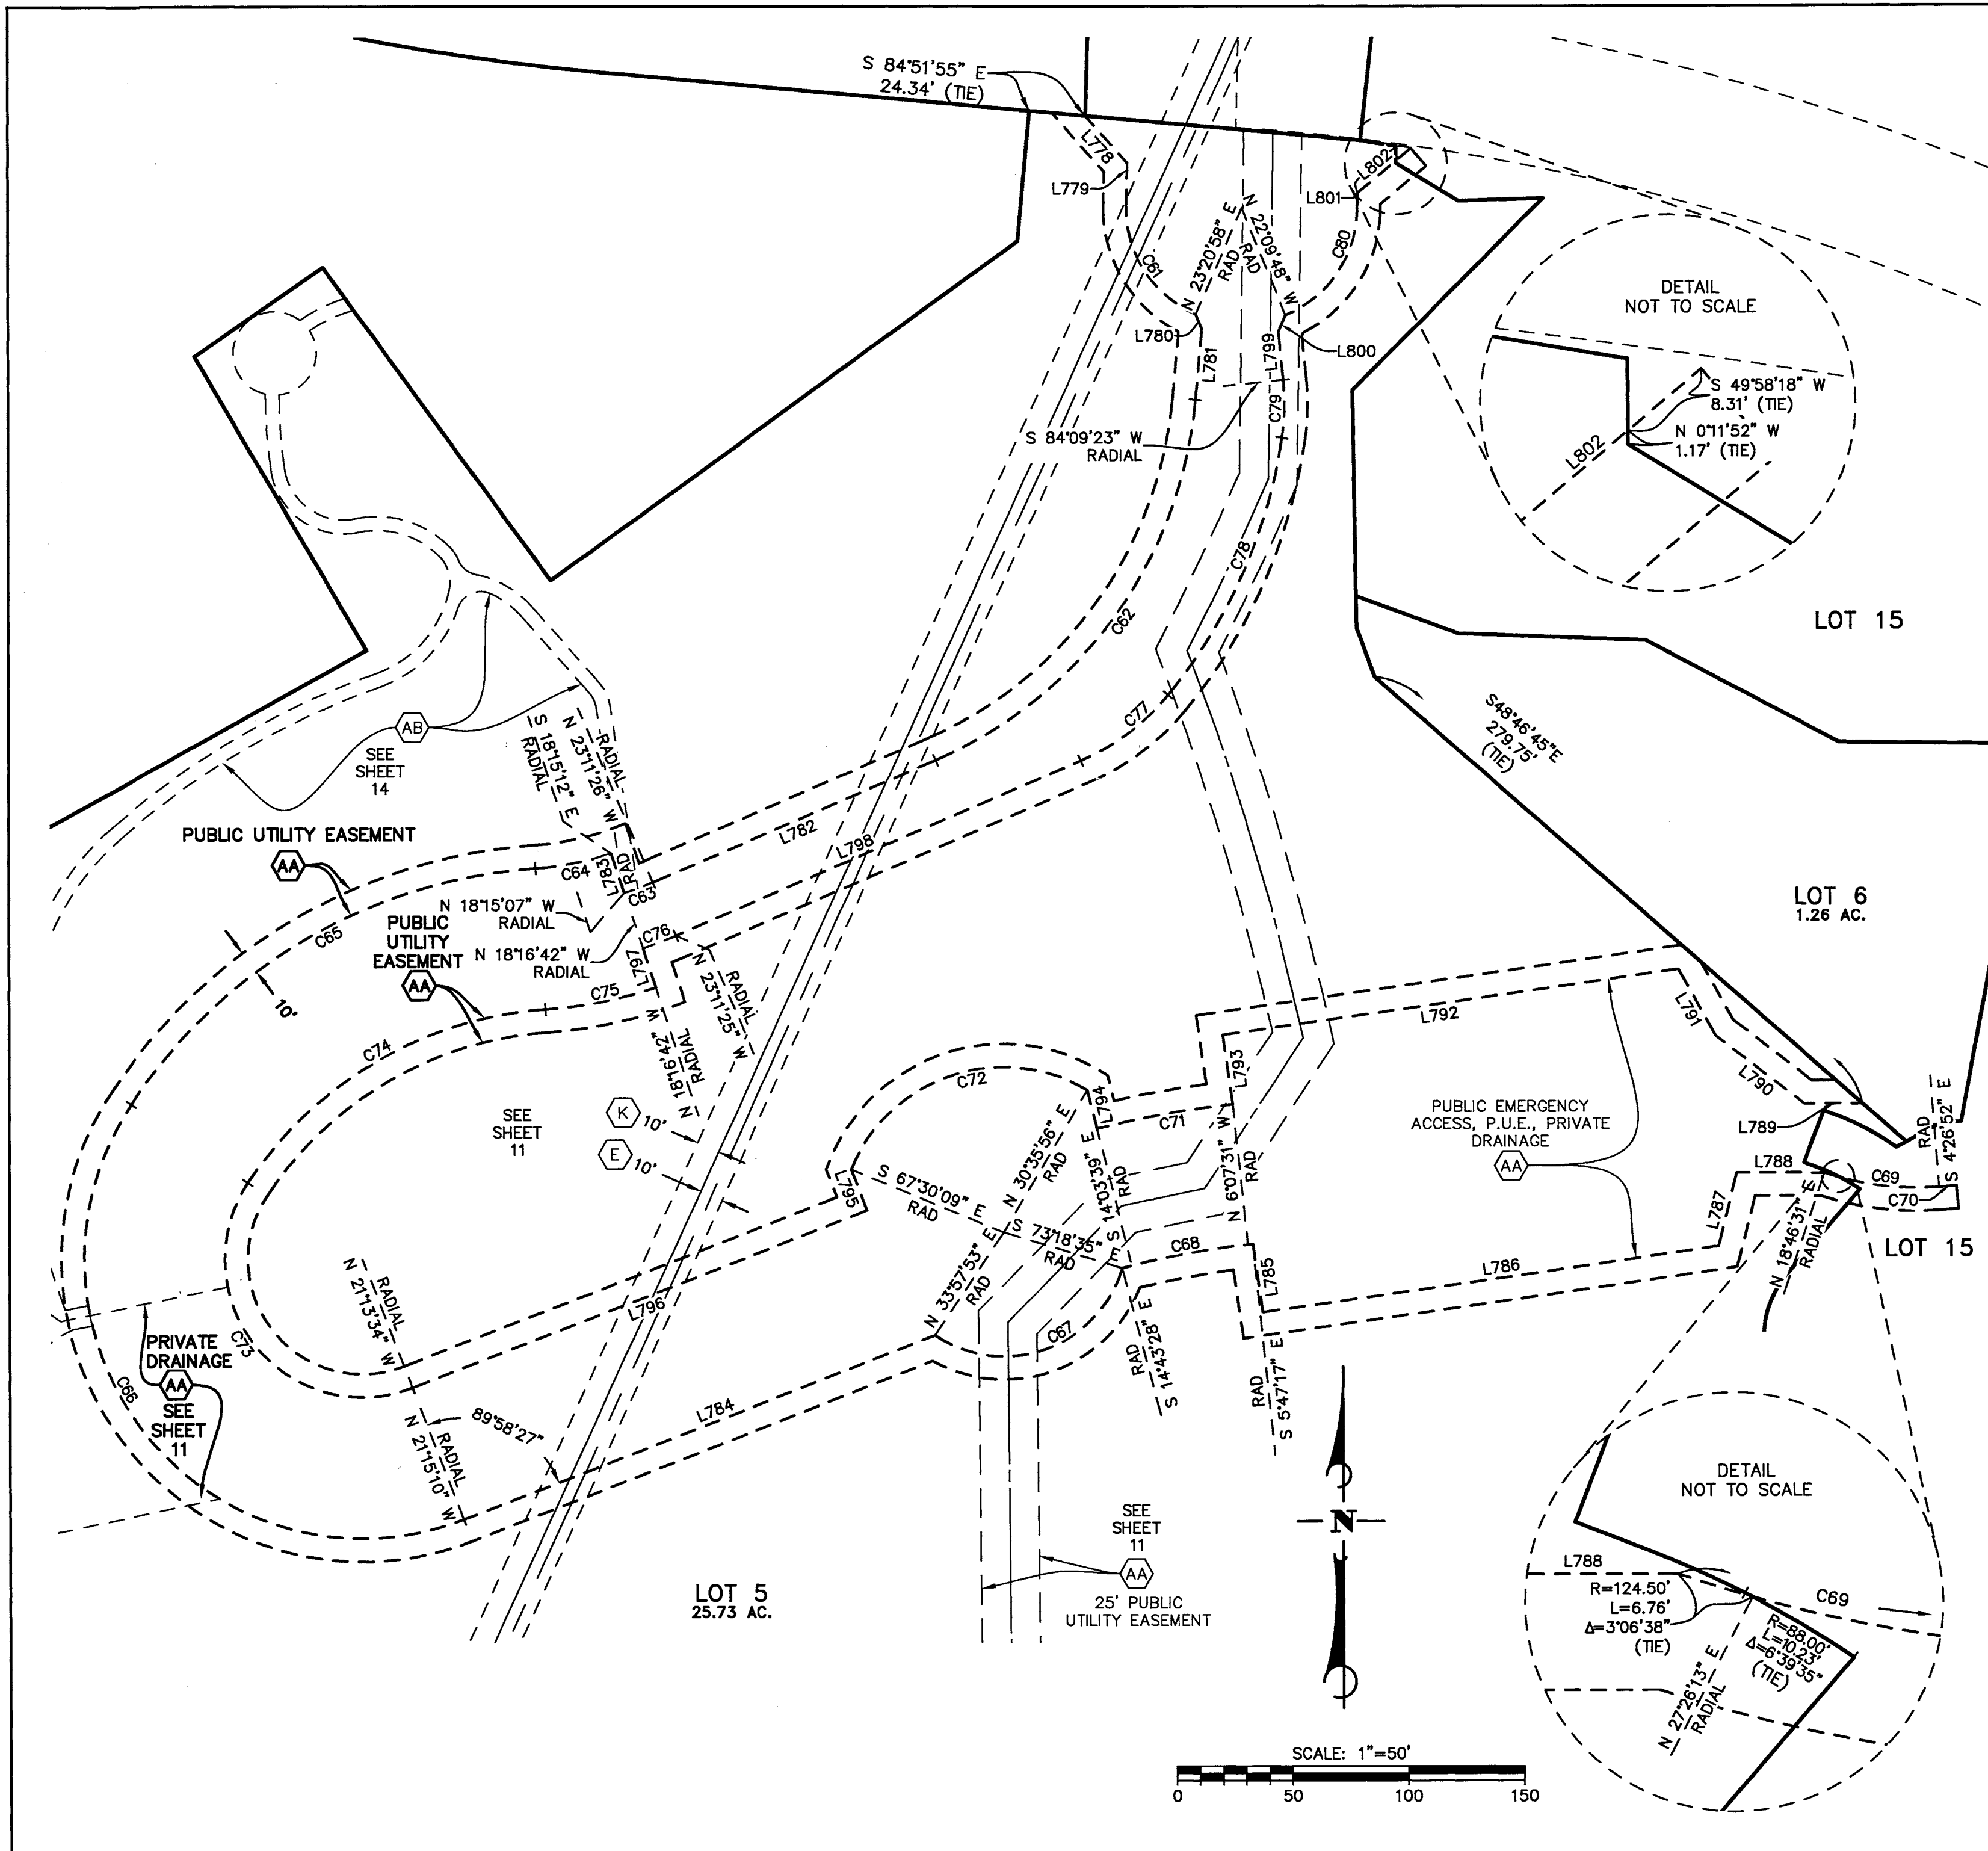 S 84°51'55" E
24.34' (TIE)
L778
L779
L802
L801
C80
C61
N 23°20'58" E
RAD
N 22°09'48" W
RAD
L780
L781
L799
L800
C79
S 84°09'23" W
RADIAL
C78
C62
C77
DETAIL
NOT TO SCALE
S 49°58'18" W
8.31' (TIE)
N 0°11'52" W
1.17' (TIE)
L802
LOT 15
S48°46'45"E
279.75'
(TIE)
AB
SEE
SHEET
14
S 18°15'12" E
RADIAL
N 23°11'26" W
RADIAL
PUBLIC UTILITY EASEMENT
AA
L782
L798
C64
L783
RAD
C63
C65
N 18°15'07" W
RADIAL
PUBLIC
UTILITY
EASEMENT
AA
N 18°16'42" W
RADIAL
C76
L797
N 23°11'25" W
RADIAL
10'
C75
N 18°16'42" W
RADIAL
C74
LOT 6
1.26 AC.
L792
L791
L790
L793
C72
L794
C71
SEE
SHEET
11
K
10'
E
10'
PUBLIC EMERGENCY
ACCESS, P.U.E., PRIVATE
DRAINAGE
AA
L789
RAD
S 4°26'52" E
L788
C69
C70
L787
N 18°46'31" E
RADIAL
LOT 15
N 30°35'56" E
RAD
S 14°03'39" E
RAD
N 6°07'31" W
RAD
L795
S 67°30'09" E
RAD
S 73°18'35" E
RAD
C68
L785
L786
N 33°57'53" E
RAD
C67
RAD
S 14°43'28" E
RAD
S 5°47'17" E
N 21°13'34" W
RADIAL
L796
C73
PRIVATE
DRAINAGE
AA
SEE
SHEET
11
C66
L784
89°58'27"
N 21°15'10" W
RADIAL
N
SEE
SHEET
11
AA
25' PUBLIC
UTILITY EASEMENT
LOT 5
25.73 AC.
DETAIL
NOT TO SCALE
L788
R=124.50'
L=6.76'
Δ=3°06'38"
(TIE)
C69
R=88.00'
L=10.23'
Δ=6°39'35"
(TIE)
N 27°26'13" E
RADIAL
SCALE: 1"=50'
0
50
100
150